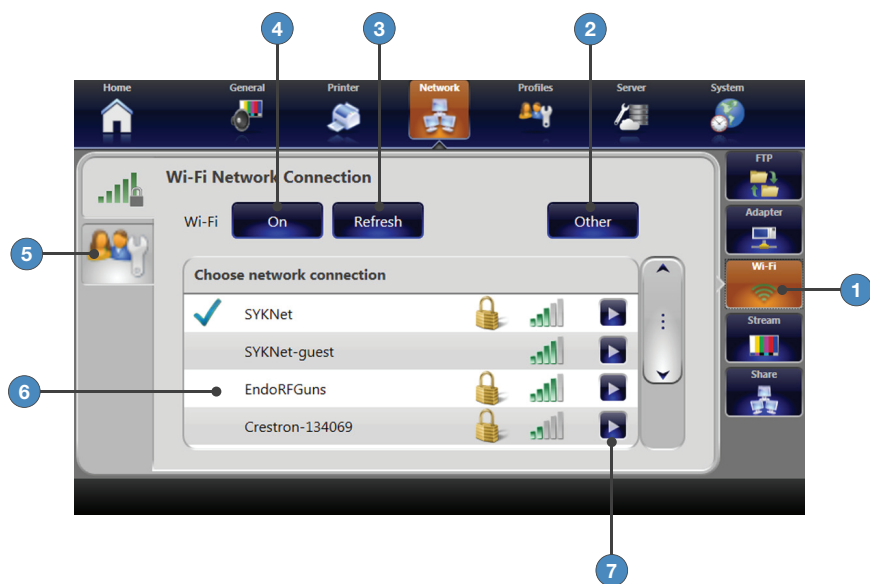 4 3 2
Home General Printer Network Profiles Server System
FTP
Wi-Fi Network Connection
Adapter
Wi-Fi On Refresh Other
5
Wi-Fi
Choose network connection
1
SYKNet
Stream
SYKNet-guest
Share
6 EndoRFGuns
Crestron-134069
7